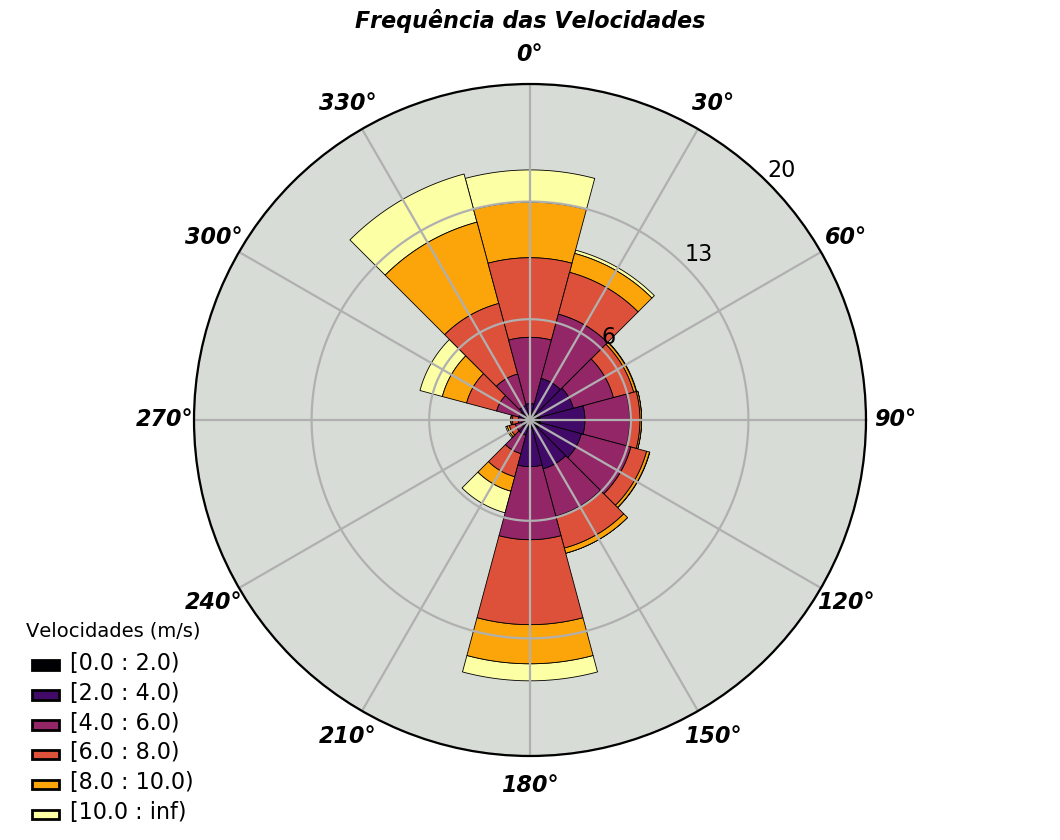 Frequência das Velocidades
0°
330°
30°
20
300°
60°
13
6
270°
90°
240°
120°
210°
150°
180°
Velocidades (m/s)
[0.0 : 2.0)
[2.0 : 4.0)
[4.0 : 6.0)
[6.0 : 8.0)
[8.0 : 10.0)
[10.0 : inf)